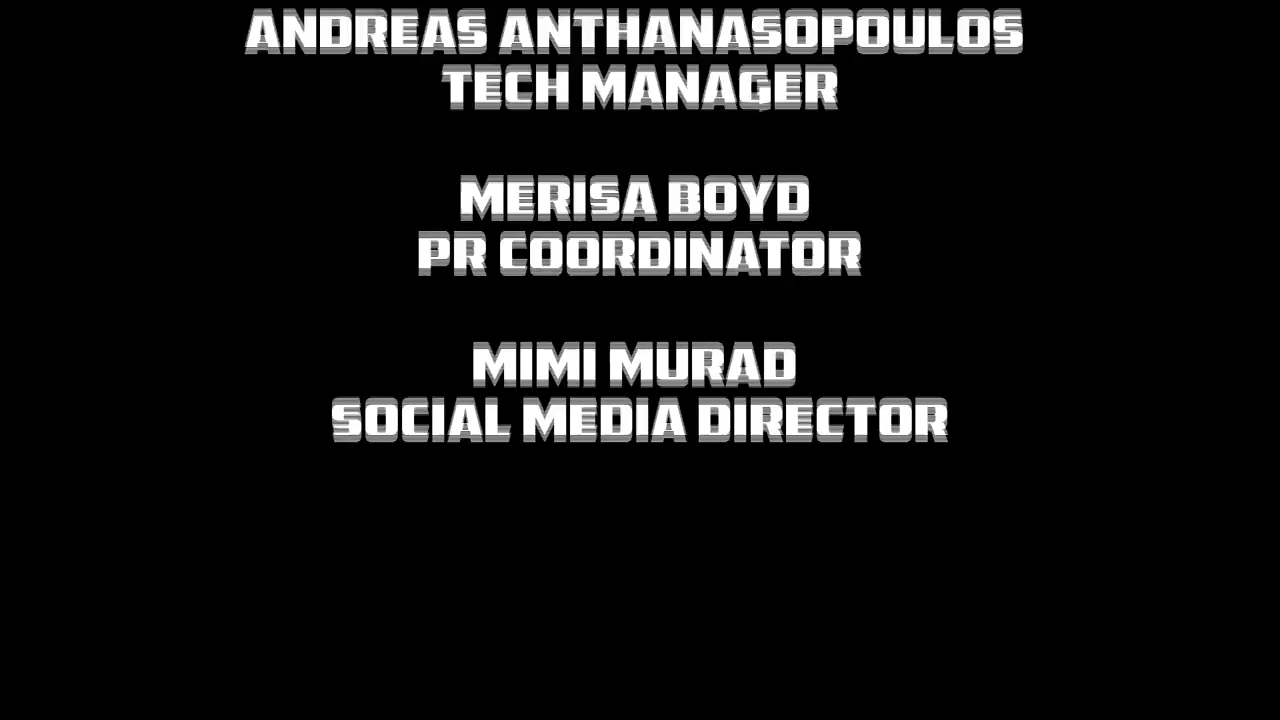 ANDREAS ANTHANASOPOULOS
TECH MANAGER
MERISA BOYD
PR COORDINATOR
MIMI MURAD
SOCIAL MEDIA DIRECTOR